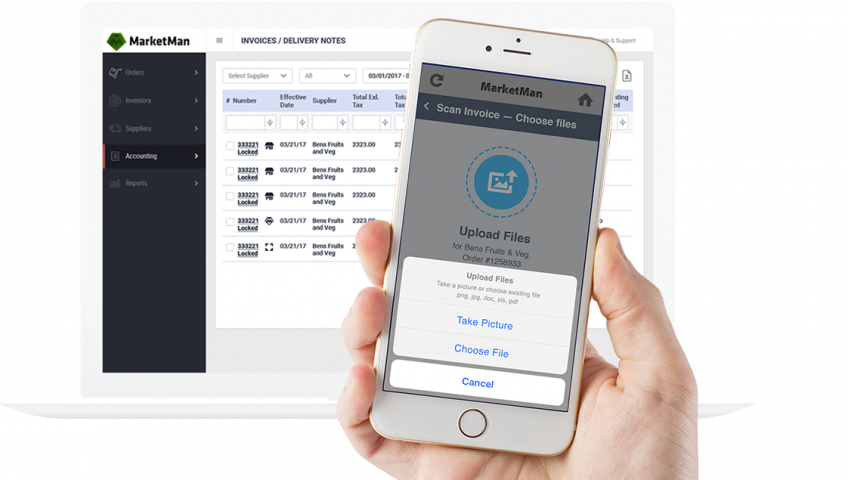 MarketMan
INVOICES / DELIVERY NOTES
& Support
Orders
Inventory
Suppliers
Accounting
Reports
Select Supplier
All
03/01/2017 - 0
# Number
Effective
Date
Supplier
Total Exl.
Tax
Tota
Tax
333221
Locked
03/21/17
Bens Fruits
and Veg
2323.00
23
333221
Locked
03/21/17
Bens Fruits
and Veg
2323.00
23
333221
Locked
03/21/17
Bens Fruits
and Veg
2323.00
333221
Locked
03/21/17
Bens Fruits
and Veg
2323.00
333221
Locked
03/21/17
Bens Fruits
and Veg
MarketMan
Scan Invoice — Choose files
Upload Files
for Bens Fruits & Veg.
Order #1258933
Upload Files
Take a picture or choose existing file
png, jpg, doc, xls, pdf
Take Picture
Choose File
Cancel